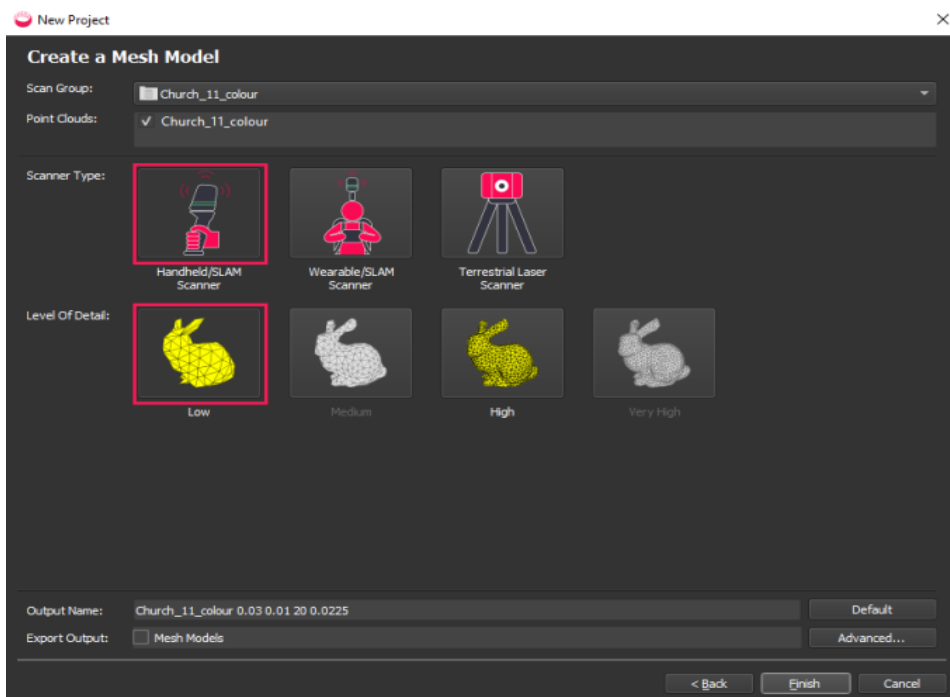 New Project
Create a Mesh Model
Scan Group:
Church_11_colour
Point Clouds:
✓ Church_11_colour
Scanner Type:
Handheld/SLAM
Scanner
Wearable/SLAM
Scanner
Terrestrial Laser
Scanner
Level Of Detail:
Low
Medium
High
Very High
Output Name:
Church_11_colour 0.03 0.01 20 0.0225
Default
Export Output:
Mesh Models
Advanced...
< Back
Finish
Cancel